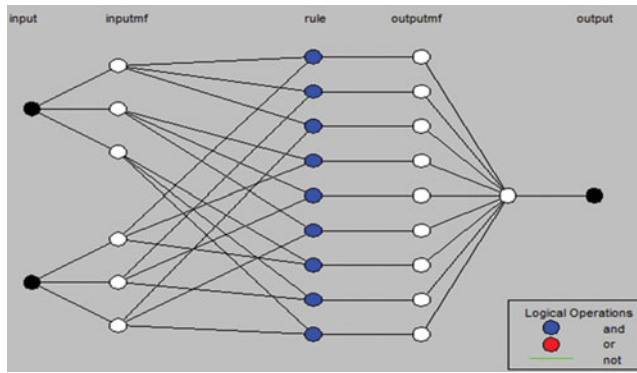 input inputmf rule outputmf output
Logical Operations
and
or
not